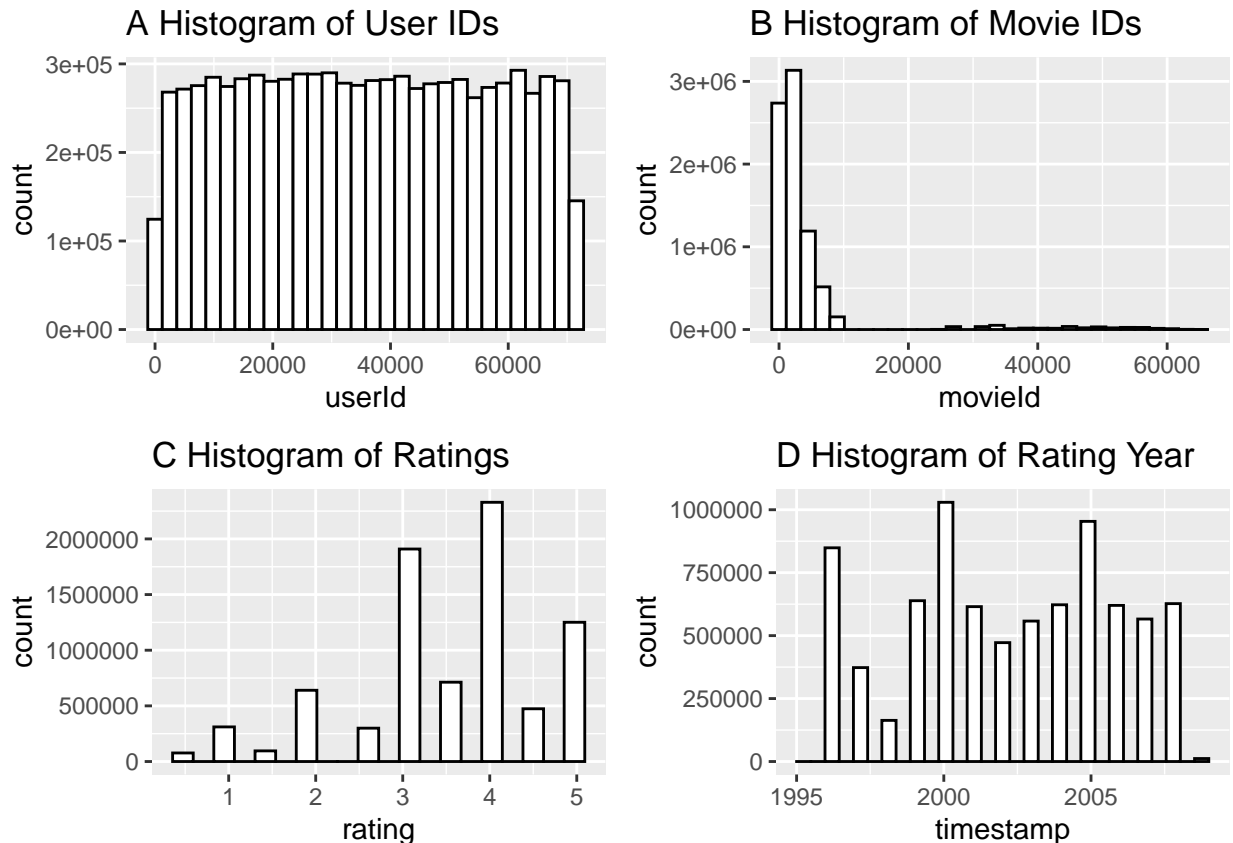 A Histogram of User IDs
3e+05
2e+05
1e+05
0e+00
count
0 20000 40000 60000
userId
B Histogram of Movie IDs
3e+06
2e+06
1e+06
0e+00
count
0 20000 40000 60000
movieId
C Histogram of Ratings
2000000
1500000
1000000
500000
0
count
1 2 3 4 5
rating
D Histogram of Rating Year
1000000
750000
500000
250000
0
count
1995 2000 2005
timestamp